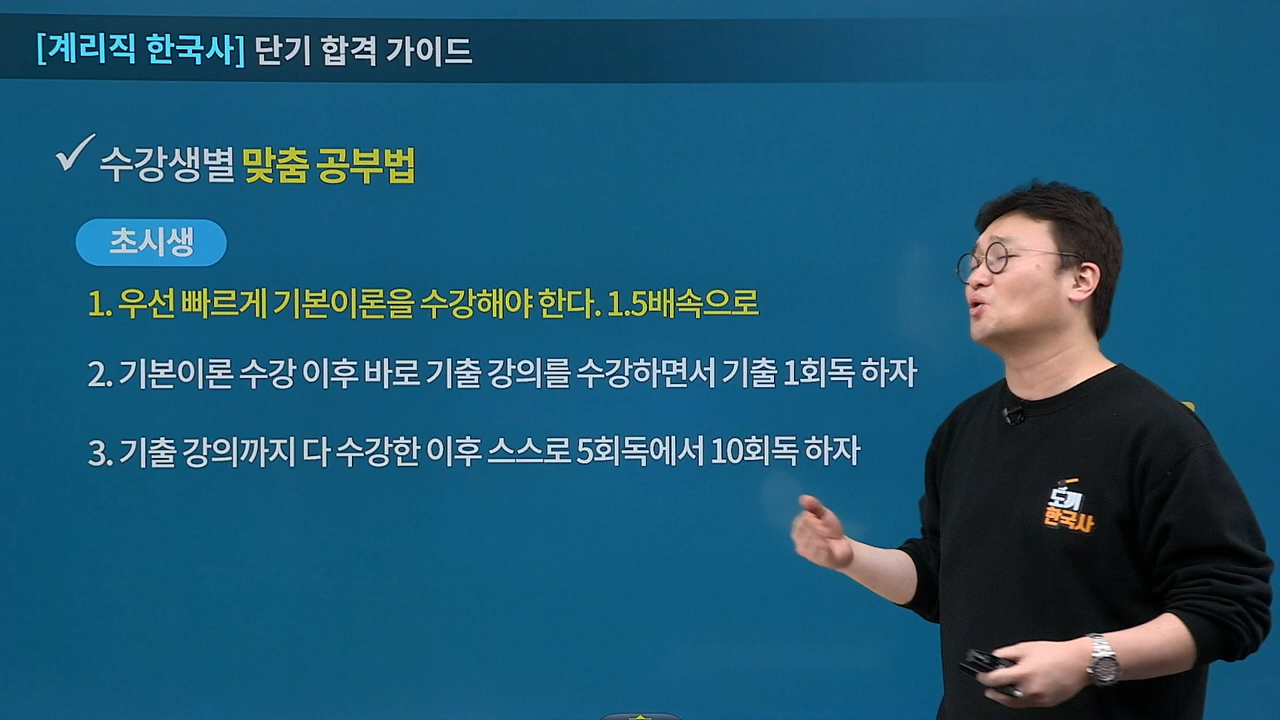 [계리직 한국사] 단기 합격 가이드
수강생별 맞춤 공부법
초시생
1. 우선 빠르게 기본이론을 수강해야 한다. 1.5배속으로
2. 기본이론 수강 이후 바로 기출 강의를 수강하면서 기출 1회독 하자
3. 기출 강의까지 다 수강한 이후 스스로 5회독에서 10회독 하자
도끼
한국사